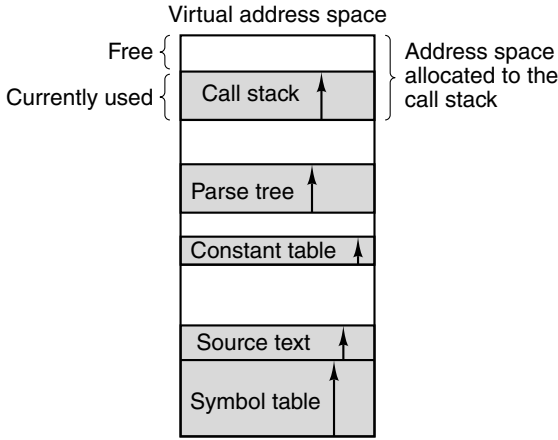 Virtual address space
Free
Currently used
Address space
allocated to the
call stack
Call stack
Parse tree
Constant table
Source text
Symbol table